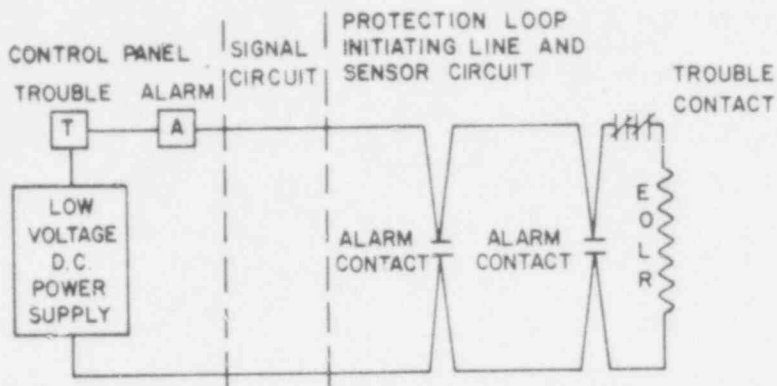 PROTECTION LOOP
INITIATING LINE AND
SENSOR CIRCUIT
CONTROL PANEL
SIGNAL
CIRCUIT
TROUBLE
CONTACT
TROUBLE
ALARM
T
A
LOW
VOLTAGE
D.C.
POWER
SUPPLY
ALARM
CONTACT
ALARM
CONTACT
E
O
L
R